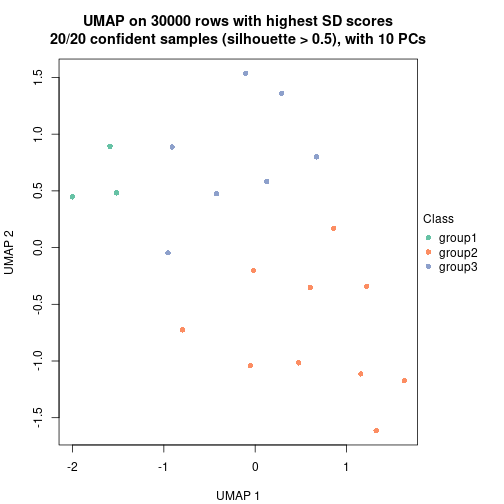 UMAP on 30000 rows with highest SD scores
20/20 confident samples (silhouette > 0.5), with 10 PCs
1.5
1.0
0.5
0.0
-0.5
-1.0
-1.5
UMAP 2
-2
-1
0
1
UMAP 1
Class
group1
group2
group3